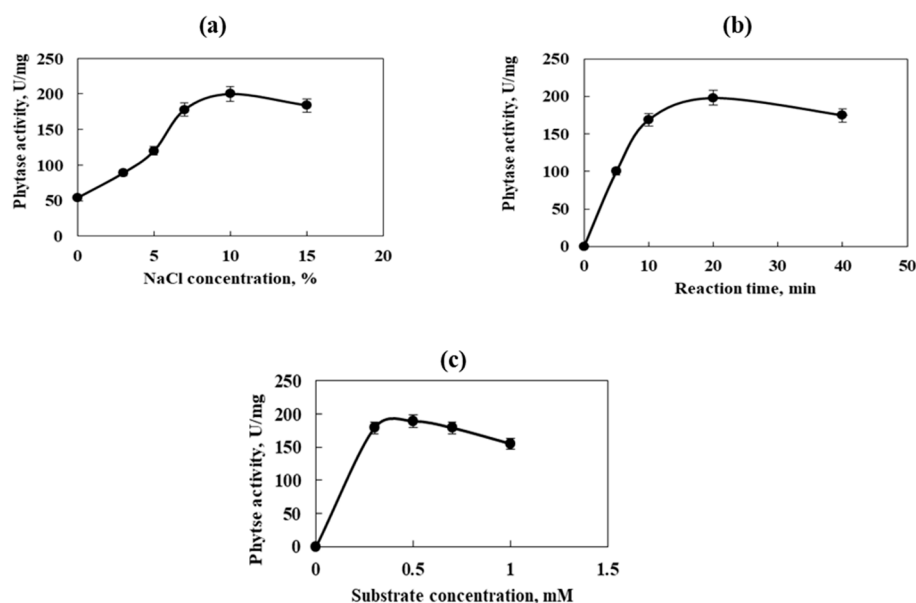 (a)
Phytase activity, U/mg
250
200
150
100
50
0
0 5 10 15 20
NaCl concentration, %
(b)
Phytase activity, U/mg
250
200
150
100
50
0
0 10 20 30 40 50
Reaction time, min
(c)
Phytse activity, U/mg
250
200
150
100
50
0
0 0.5 1 1.5
Substrate concentration, mM